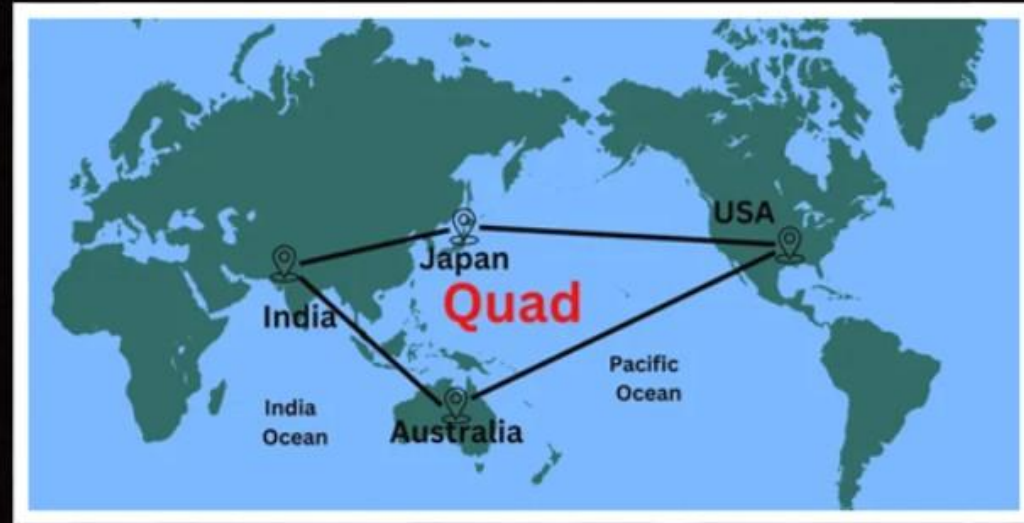 USA
Japan
Quad
India
Pacific
Ocean
India
Ocean
Australia